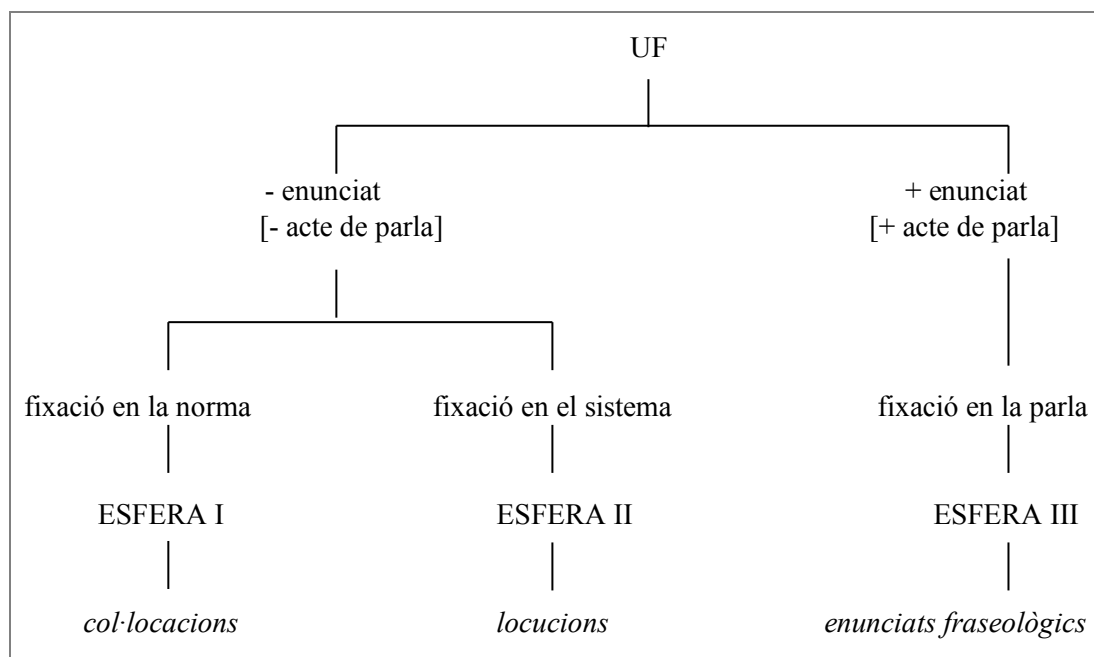 UF
- enunciat
[- acte de parla]
+ enunciat
[+ acte de parla]
fixació en la norma
fixació en el sistema
fixació en la parla
ESFERA I
ESFERA II
ESFERA III
col·locacions
locucions
enunciats fraseològics